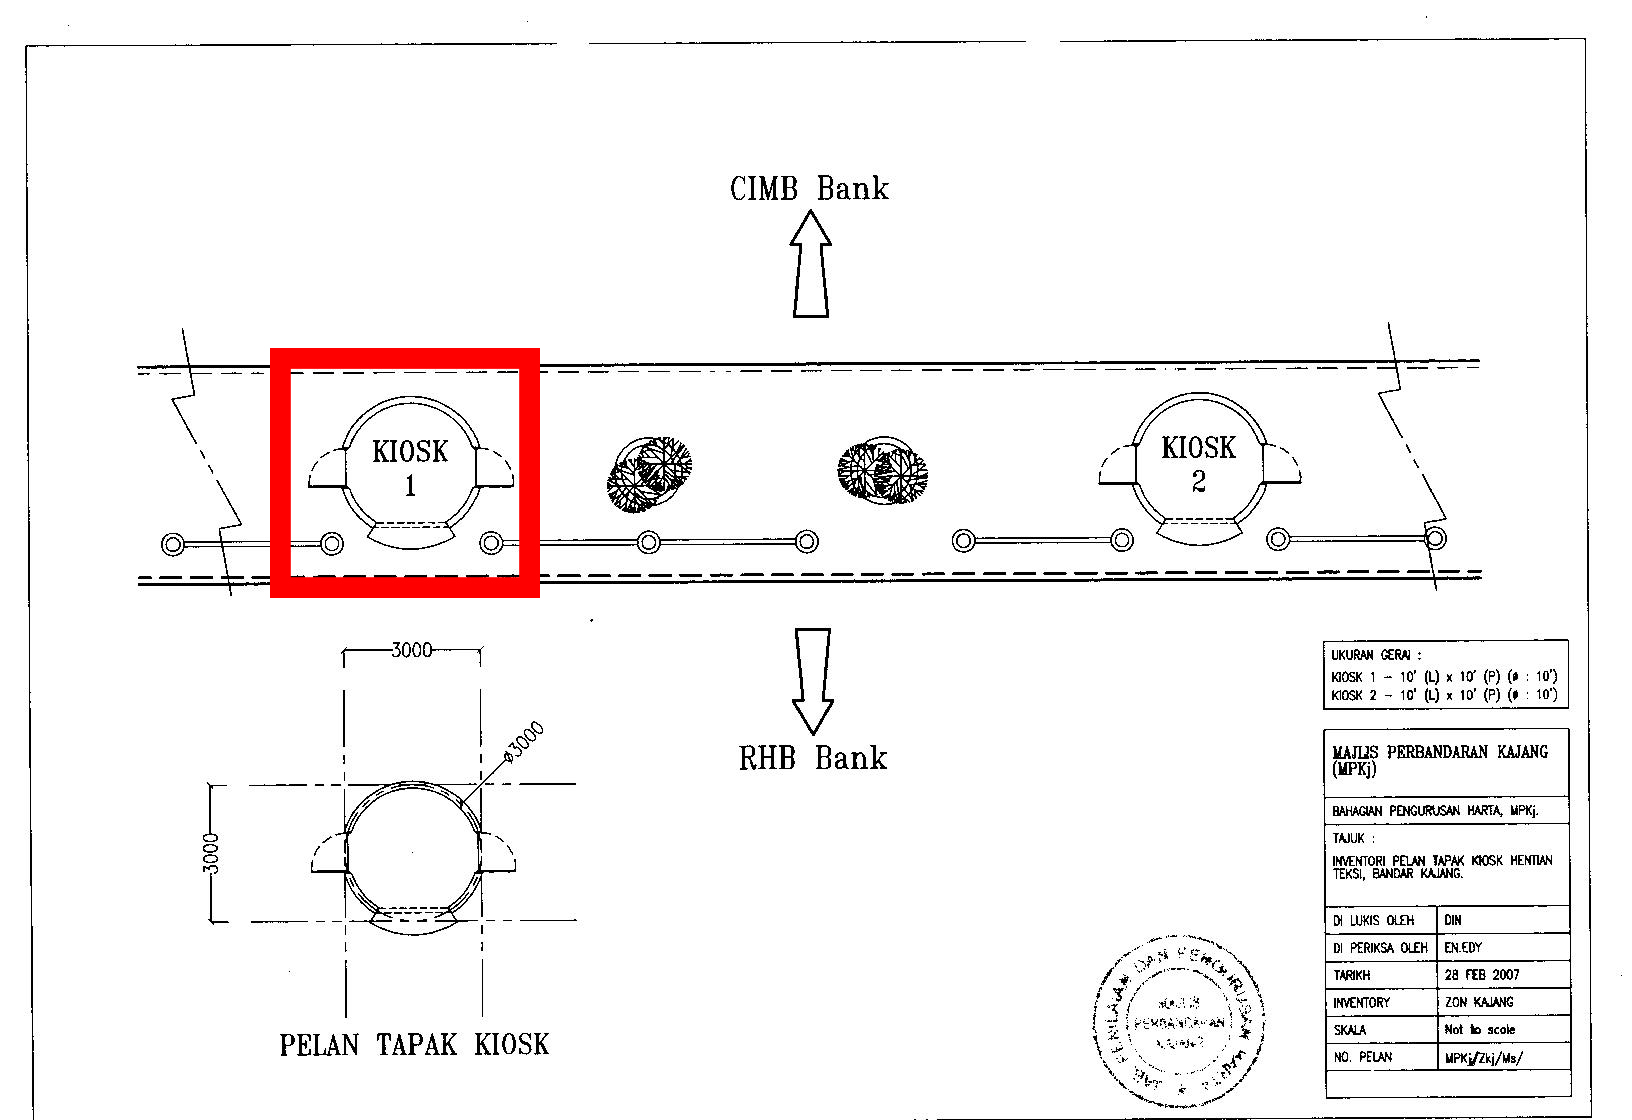 CIMB Bank
KIOSK
1
KIOSK
2
RHB Bank
3000
ø3000
3000
PELAN TAPAK KIOSK
UKURAN GERAI :
KIOSK 1 - 10' (L) x 10' (P) (ø : 10')
KIOSK 2 - 10' (L) x 10' (P) (ø : 10')
MAJLIS PERBANDARAN KAJANG
(MPKj)
BAHAGIAN PENGURUSAN HARTA, MPKj.
TAJUK :
INVENTORI PELAN TAPAK KIOSK HENTIAN
TEKSI, BANDAR KAJANG.
DI LUKIS OLEH DIN
DI PERIKSA OLEH EN.EDY
TARIKH 28 FEB 2007
INVENTORY ZON KAJANG
SKALA Not to scale
NO. PELAN MPKj/Zkj/Ms/
JAB. PENILAIAN DAN PENGURUSAN HARTA
MAJLIS
PERBANDARAN
KAJANG